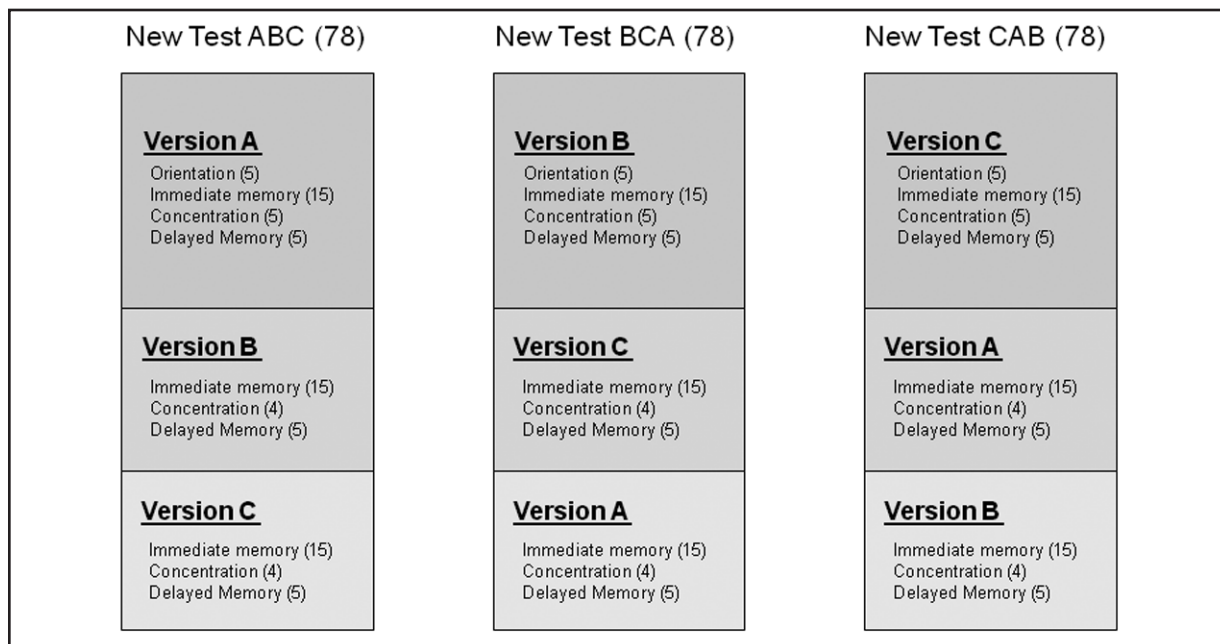 New Test ABC (78)
Version A
Orientation (5)
Immediate memory (15)
Concentration (5)
Delayed Memory (5)
Version B
Immediate memory (15)
Concentration (4)
Delayed Memory (5)
Version C
Immediate memory (15)
Concentration (4)
Delayed Memory (5)
New Test BCA (78)
Version B
Orientation (5)
Immediate memory (15)
Concentration (5)
Delayed Memory (5)
Version C
Immediate memory (15)
Concentration (4)
Delayed Memory (5)
Version A
Immediate memory (15)
Concentration (4)
Delayed Memory (5)
New Test CAB (78)
Version C
Orientation (5)
Immediate memory (15)
Concentration (5)
Delayed Memory (5)
Version A
Immediate memory (15)
Concentration (4)
Delayed Memory (5)
Version B
Immediate memory (15)
Concentration (4)
Delayed Memory (5)